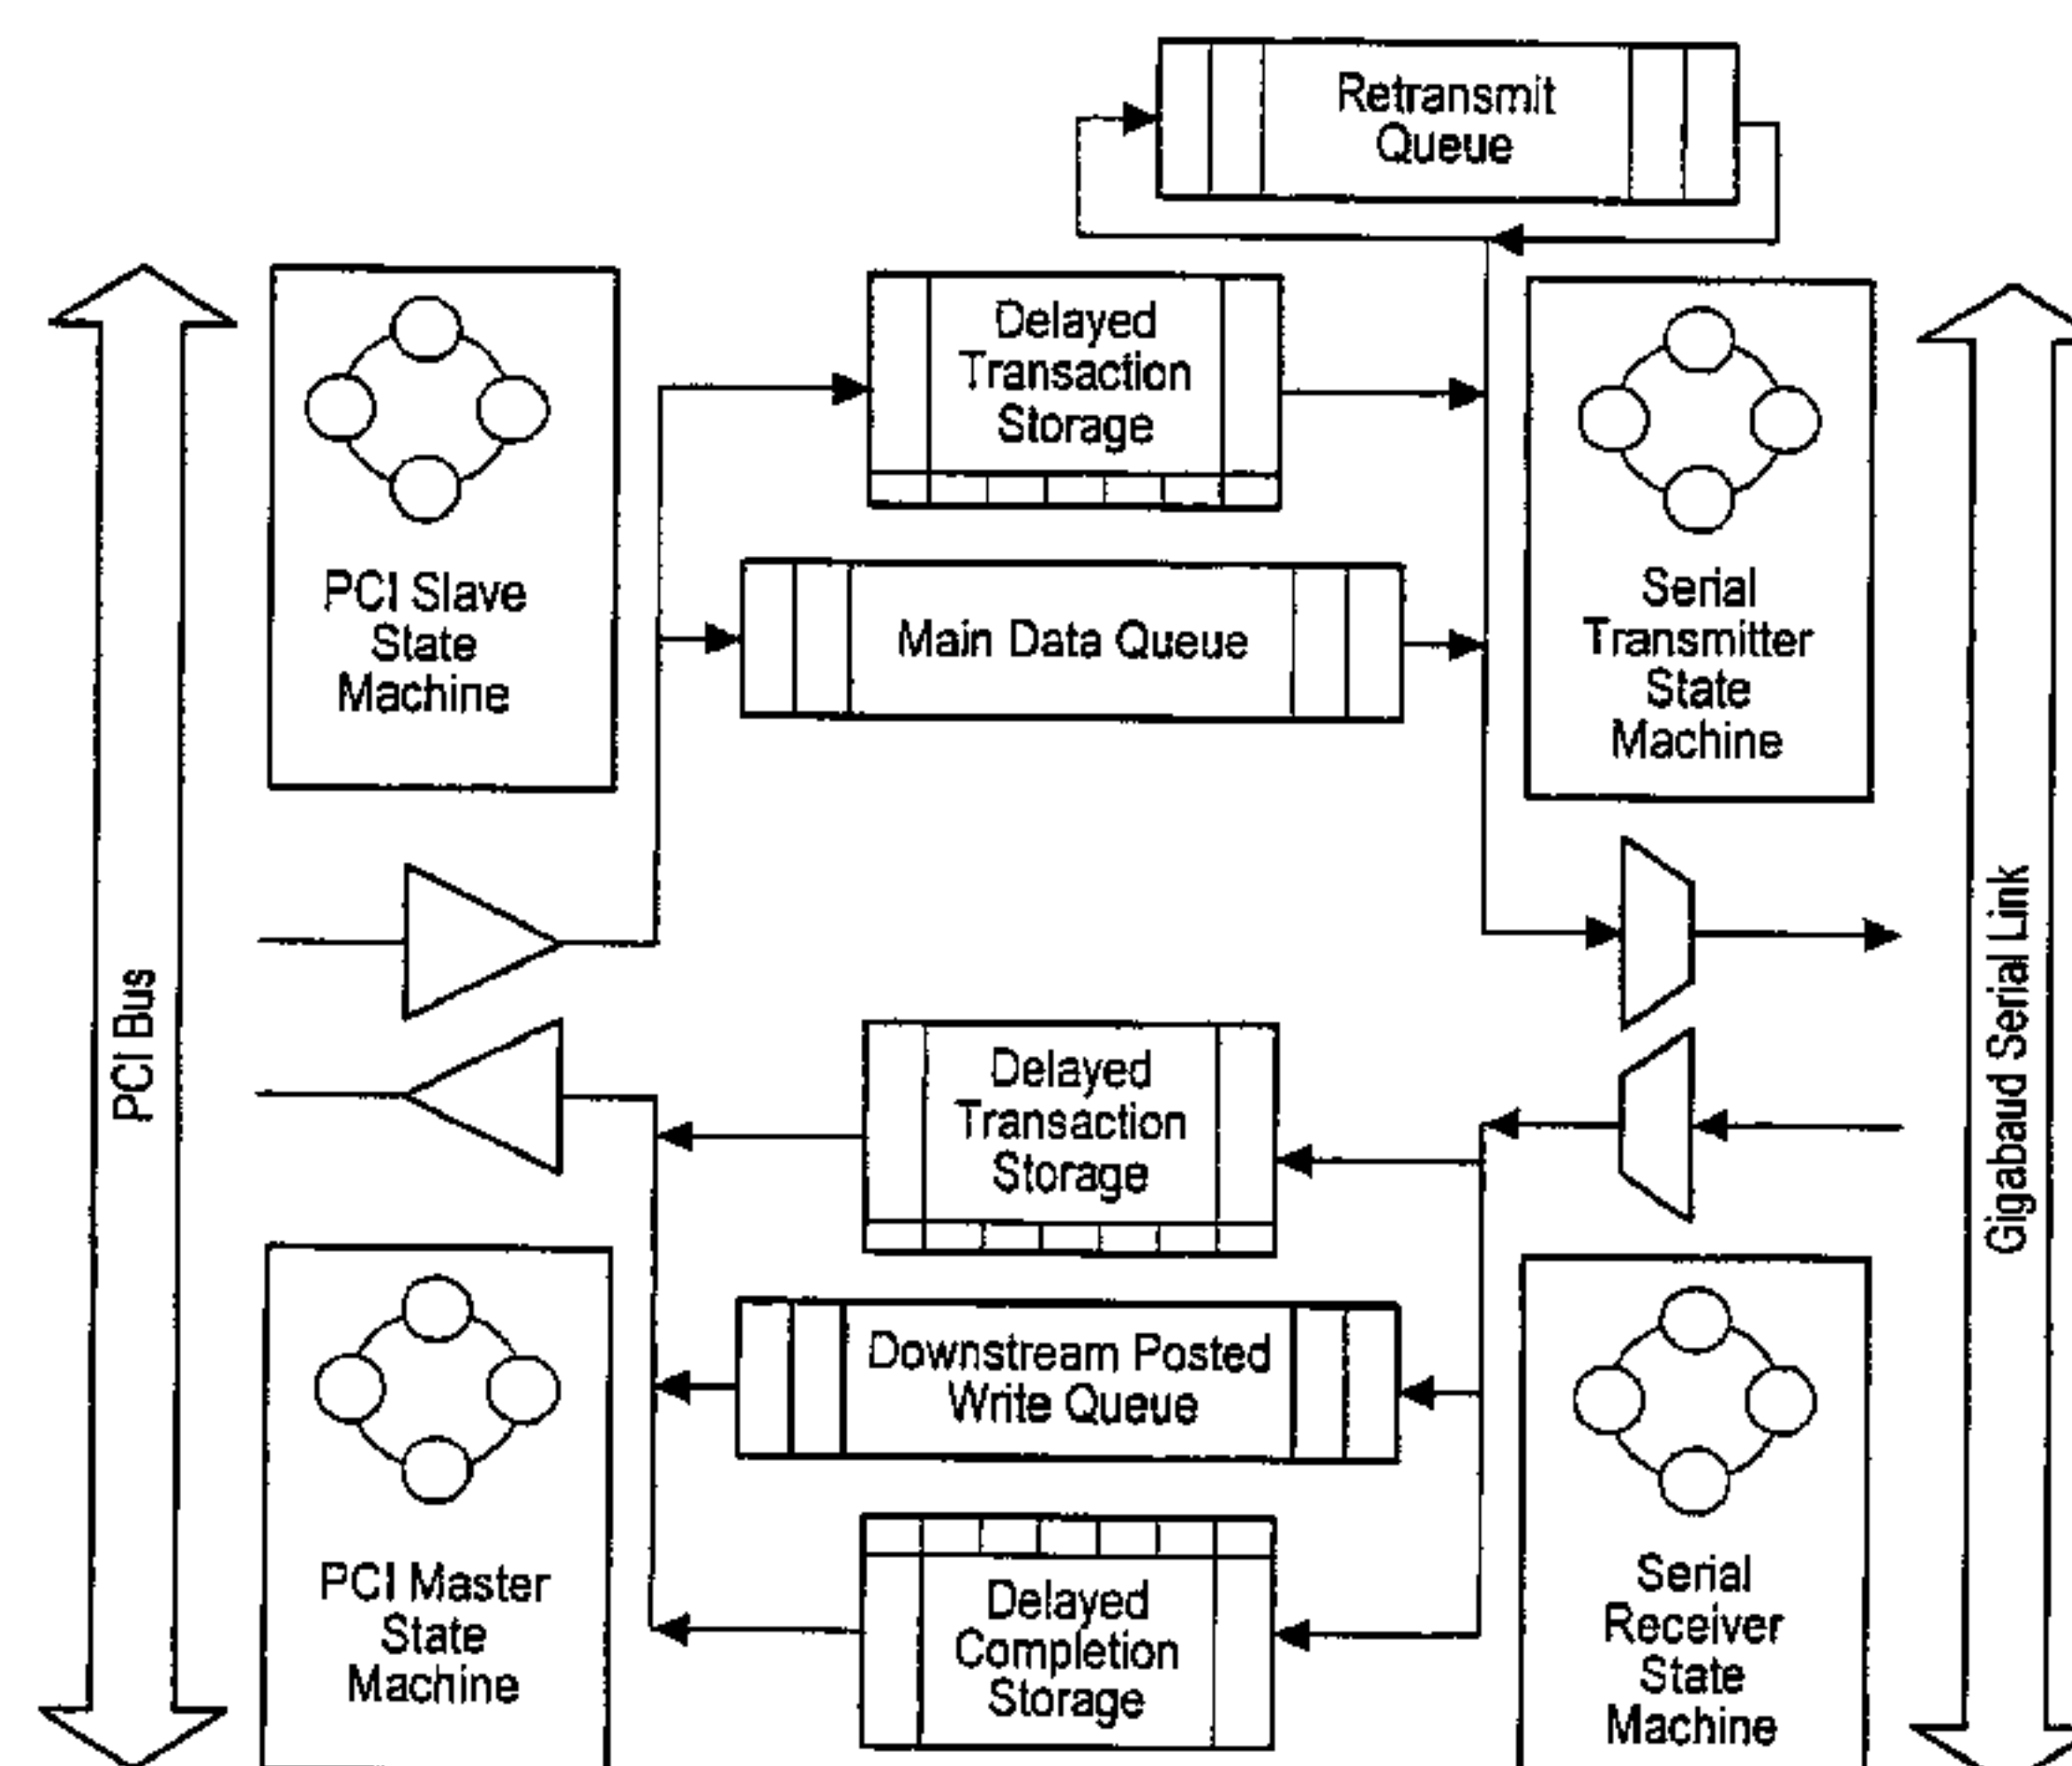 Retransmit
Queue
Delayed
Transaction
Storage
PCI Slave
State
Machine
Main Data Queue
Serial
Transmitter
State
Machine
PCI Bus
Gigabaud Serial Link
Delayed
Transaction
Storage
Downstream Posted
Write Queue
PCI Master
State
Machine
Delayed
Completion
Storage
Serial
Receiver
State
Machine